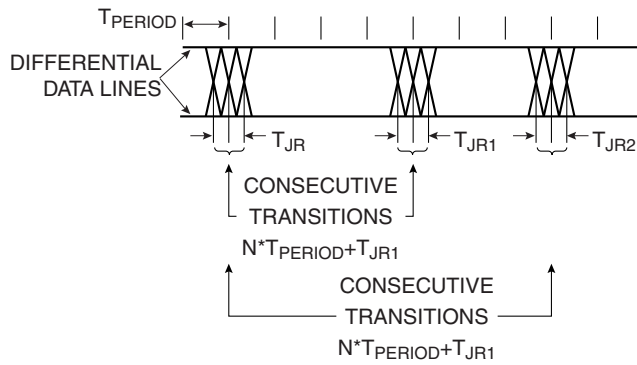 TPERIOD
DIFFERENTIAL
DATA LINES
TJR
TJR1
TJR2
CONSECUTIVE
TRANSITIONS
N*TPERIOD+TJR1
CONSECUTIVE
TRANSITIONS
N*TPERIOD+TJR1